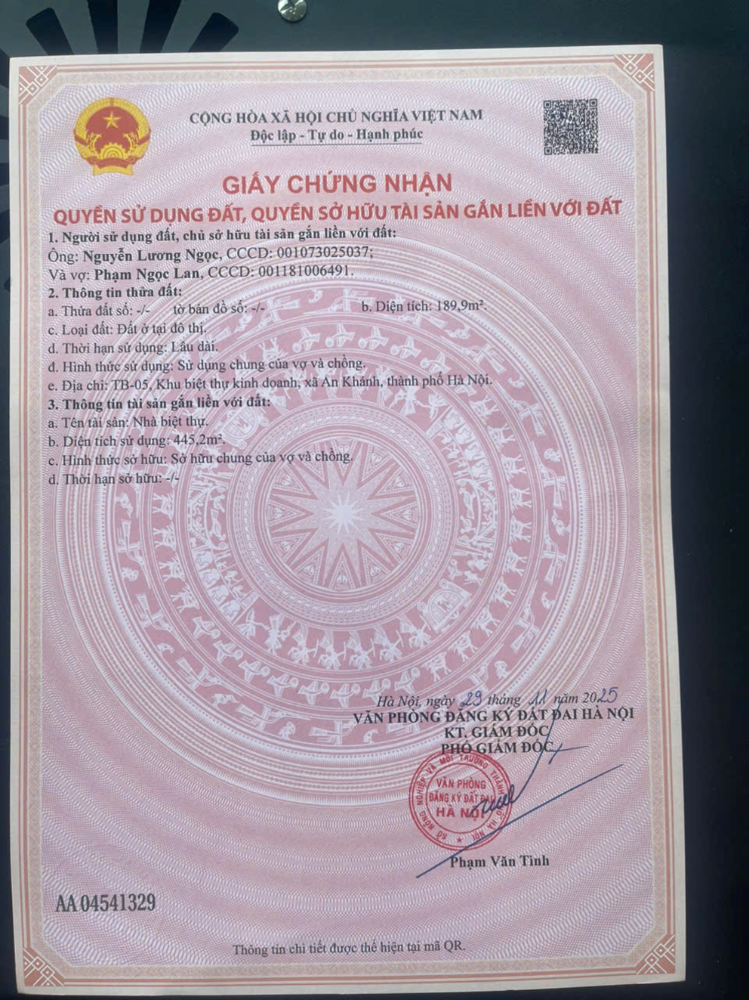 CỘNG HÒA XÃ HỘI CHỦ NGHĨA VIỆT NAM
Độc lập - Tự do - Hạnh phúc
GIẤY CHỨNG NHẬN
QUYỀN SỬ DỤNG ĐẤT, QUYỀN SỞ HỮU TÀI SẢN GẮN LIỀN VỚI ĐẤT
1. Người sử dụng đất, chủ sở hữu tài sản gắn liền với đất:
Ông: Nguyễn Lương Ngọc, CCCD: 001073025037;
Và vợ: Phạm Ngọc Lan, CCCD: 001181006491.
2. Thông tin thửa đất:
a. Thửa đất số: -/- tờ bản đồ số: -/- b. Diện tích: 189,9m².
c. Loại đất: Đất ở tại đô thị.
d. Thời hạn sử dụng: Lâu dài.
đ. Hình thức sử dụng: Sử dụng chung của vợ và chồng.
e. Địa chỉ: TB-05, Khu biệt thự kinh doanh, xã An Khánh, thành phố Hà Nội.
3. Thông tin tài sản gắn liền với đất:
a. Tên tài sản: Nhà biệt thự.
b. Diện tích sử dụng: 445,2m².
c. Hình thức sở hữu: Sở hữu chung của vợ và chồng.
d. Thời hạn sở hữu: -/-
Hà Nội, ngày 29 tháng 11 năm 2025
VĂN PHÒNG ĐĂNG KÝ ĐẤT ĐAI HÀ NỘI
KT. GIÁM ĐỐC
PHÓ GIÁM ĐỐC
SỞ NÔNG NGHIỆP VÀ MÔI TRƯỜNG THÀNH PHỐ HÀ NỘI
VĂN PHÒNG
ĐĂNG KÝ ĐẤT ĐAI
HÀ NỘI
Phạm Văn Tình
AA 04541329
Thông tin chi tiết được thể hiện tại mã QR.